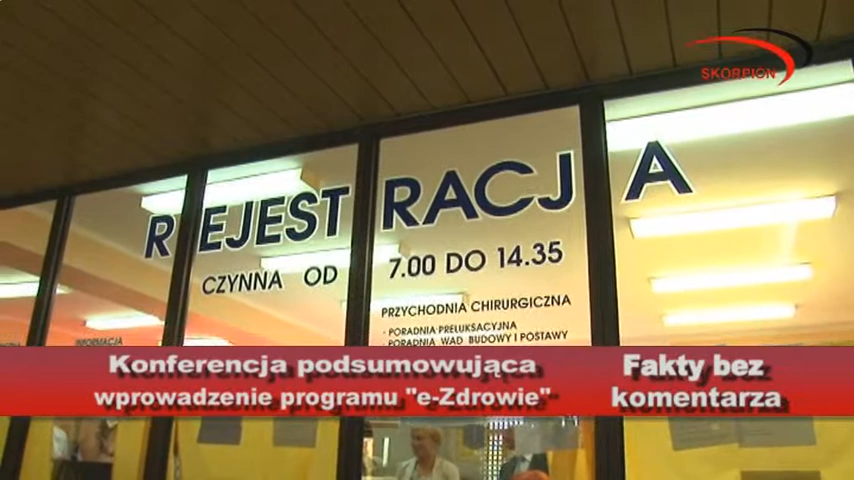 SKORPION
REJESTRACJA
CZYNNA OD 7.00 DO 14.35
PRZYCHODNIA CHIRURGICZNA
· PORADNIA PRELUKSACYJNA
· PORADNIA WAD BUDOWY I POSTAWY
INFORMACJA
Konferencja podsumowująca
wprowadzenie programu "e-Zdrowie"
Fakty bez
komentarza